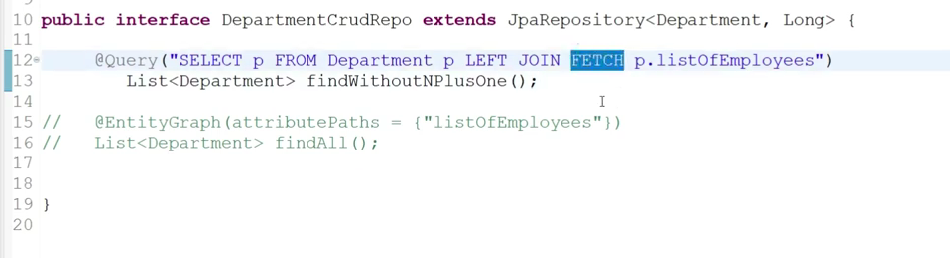 10 public interface DepartmentCrudRepo extends JpaRepository<Department, Long> {
11
12 @Query("SELECT p FROM Department p LEFT JOIN FETCH p.listOfEmployees")
13 List<Department> findWithoutNPlusOne();
14
15 // @EntityGraph(attributePaths = {"listOfEmployees"})
16 // List<Department> findAll();
17
18
19 }
20